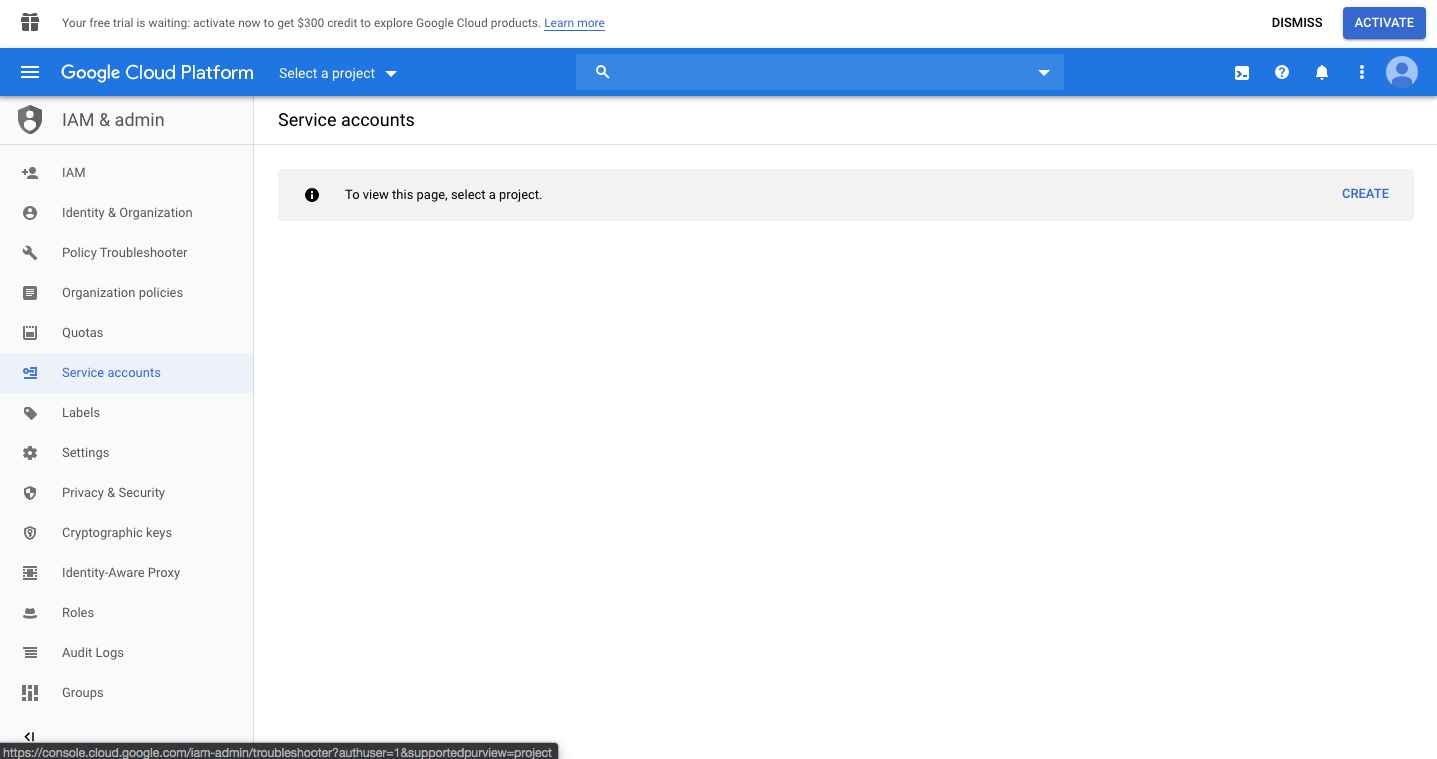 Your free trial is waiting: activate now to get $300 credit to explore Google Cloud products. Learn more
DISMISS
ACTIVATE
Google Cloud Platform
Select a project
IAM & admin
Service accounts
IAM
Identity & Organization
Policy Troubleshooter
Organization policies
Quotas
Service accounts
Labels
Settings
Privacy & Security
Cryptographic keys
Identity-Aware Proxy
Roles
Audit Logs
Groups
To view this page, select a project.
CREATE
https://console.cloud.google.com/iam-admin/troubleshooter?authuser=1&supportedpurview=project